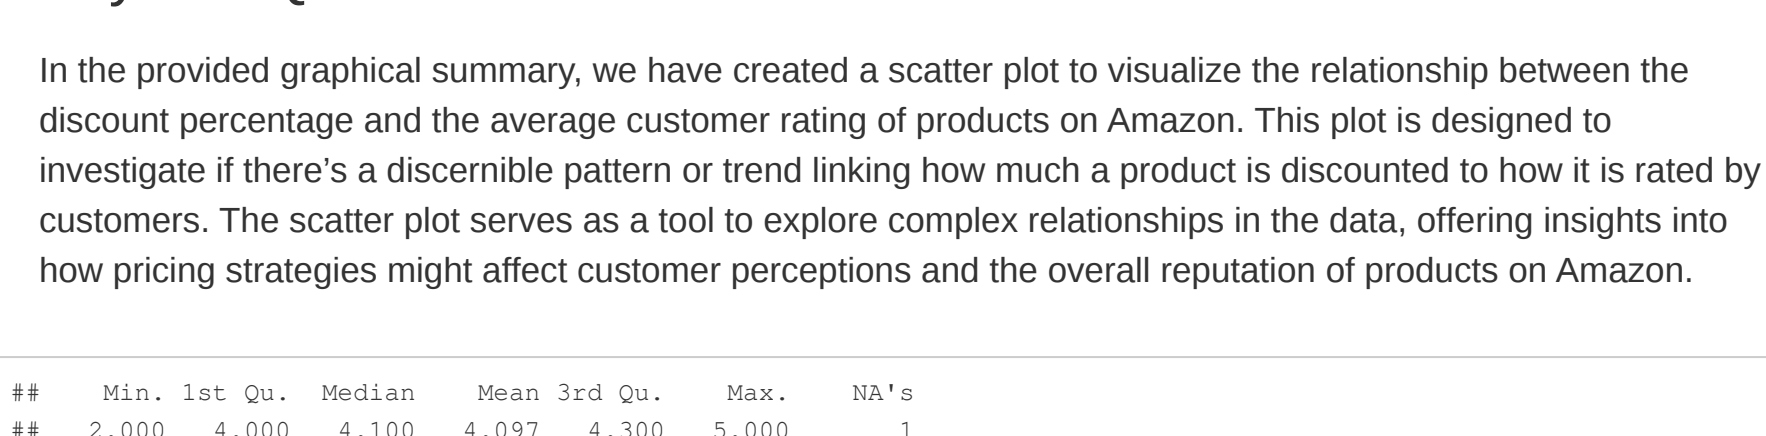 In the provided graphical summary, we have created a scatter plot to visualize the relationship between the
discount percentage and the average customer rating of products on Amazon. This plot is designed to
investigate if there’s a discernible pattern or trend linking how much a product is discounted to how it is rated by
customers. The scatter plot serves as a tool to explore complex relationships in the data, offering insights into
how pricing strategies might affect customer perceptions and the overall reputation of products on Amazon.
## Min. 1st Qu. Median Mean 3rd Qu. Max. NA's
## 2.000 4.000 4.100 4.097 4.300 5.000 1